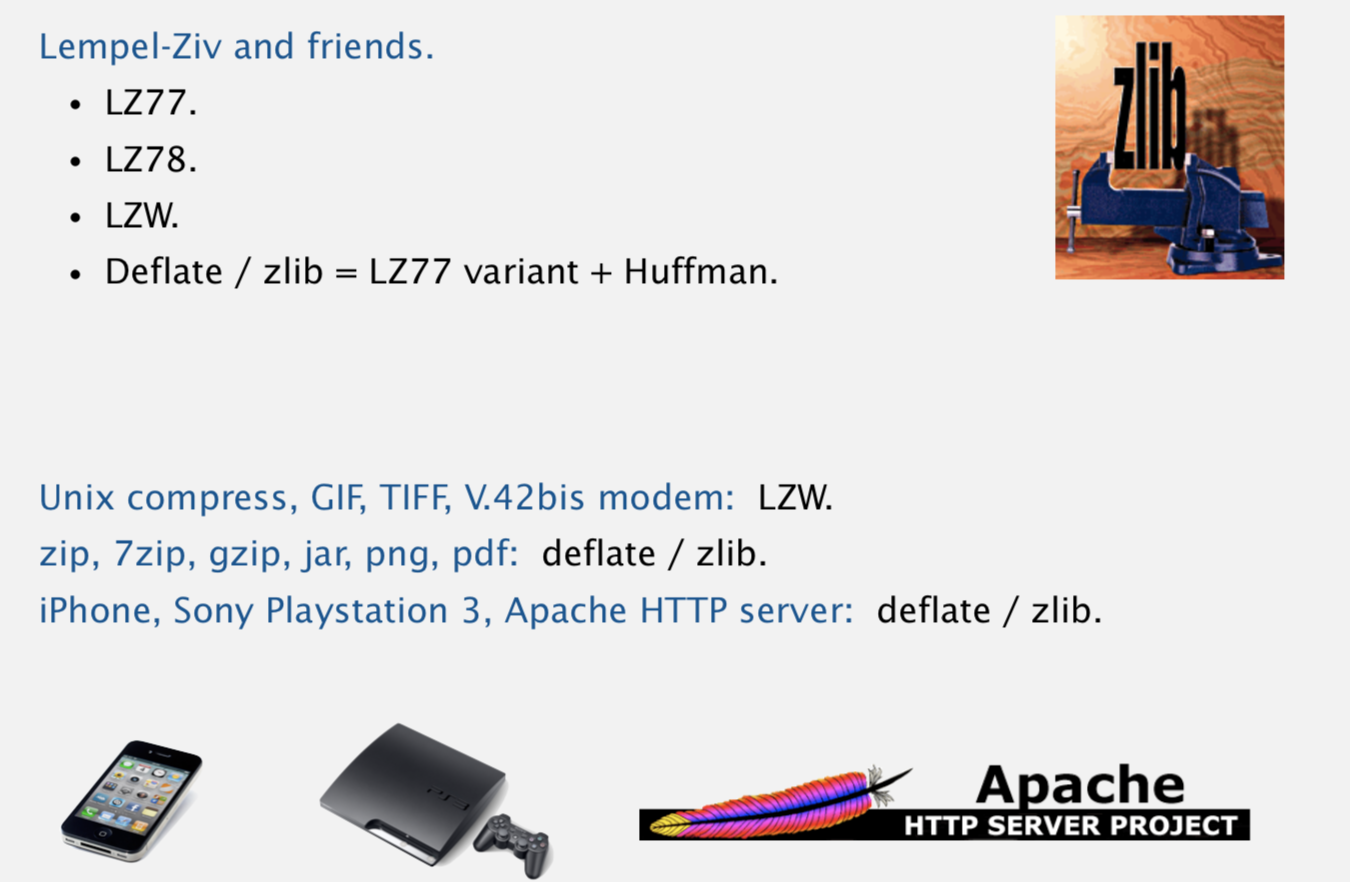 Lempel-Ziv and friends.
• LZ77.
• LZ78.
• LZW.
• Deflate / zlib = LZ77 variant + Huffman.
zlib
Unix compress, GIF, TIFF, V.42bis modem: LZW.
zip, 7zip, gzip, jar, png, pdf: deflate / zlib.
iPhone, Sony Playstation 3, Apache HTTP server: deflate / zlib.
PS3
Apache
HTTP SERVER PROJECT